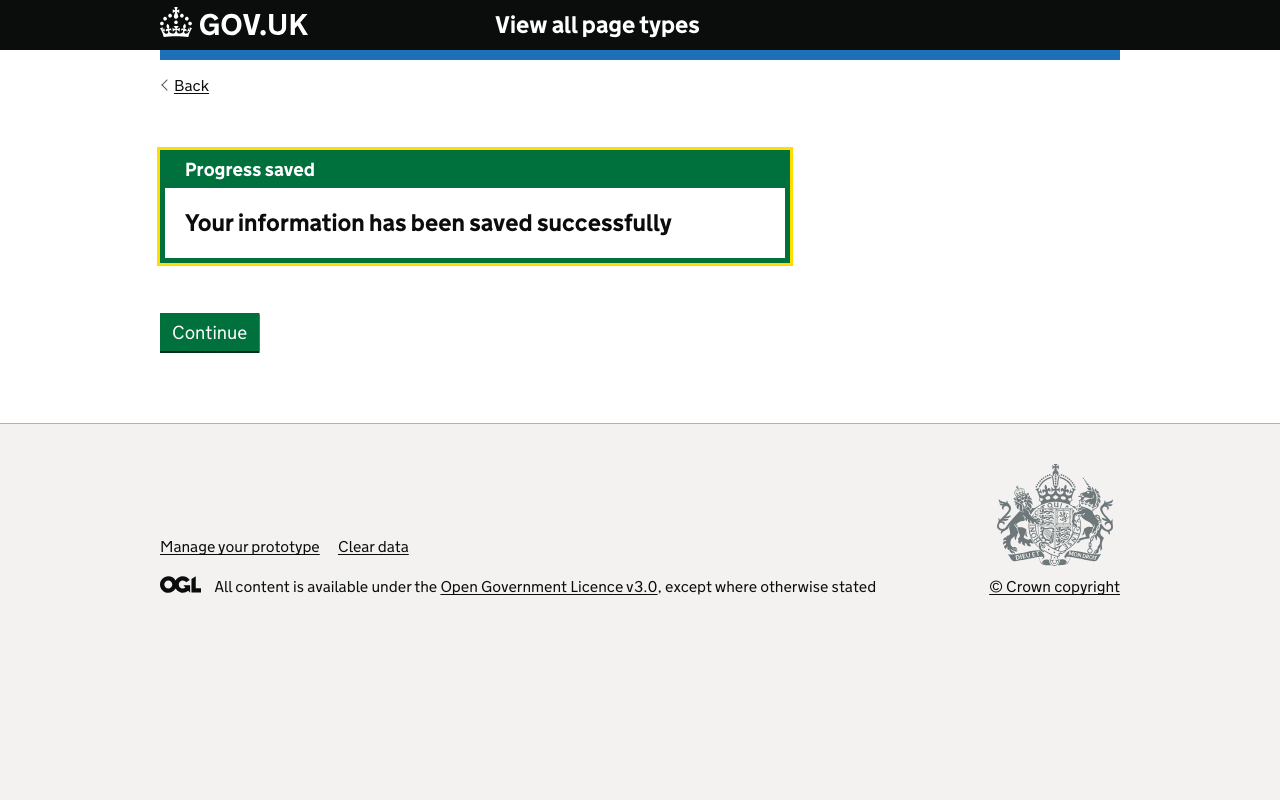 GOV.UK
View all page types
Back
Progress saved
Your information has been saved successfully
Continue
Manage your prototype Clear data
OGL All content is available under the Open Government Licence v3.0, except where otherwise stated
© Crown copyright